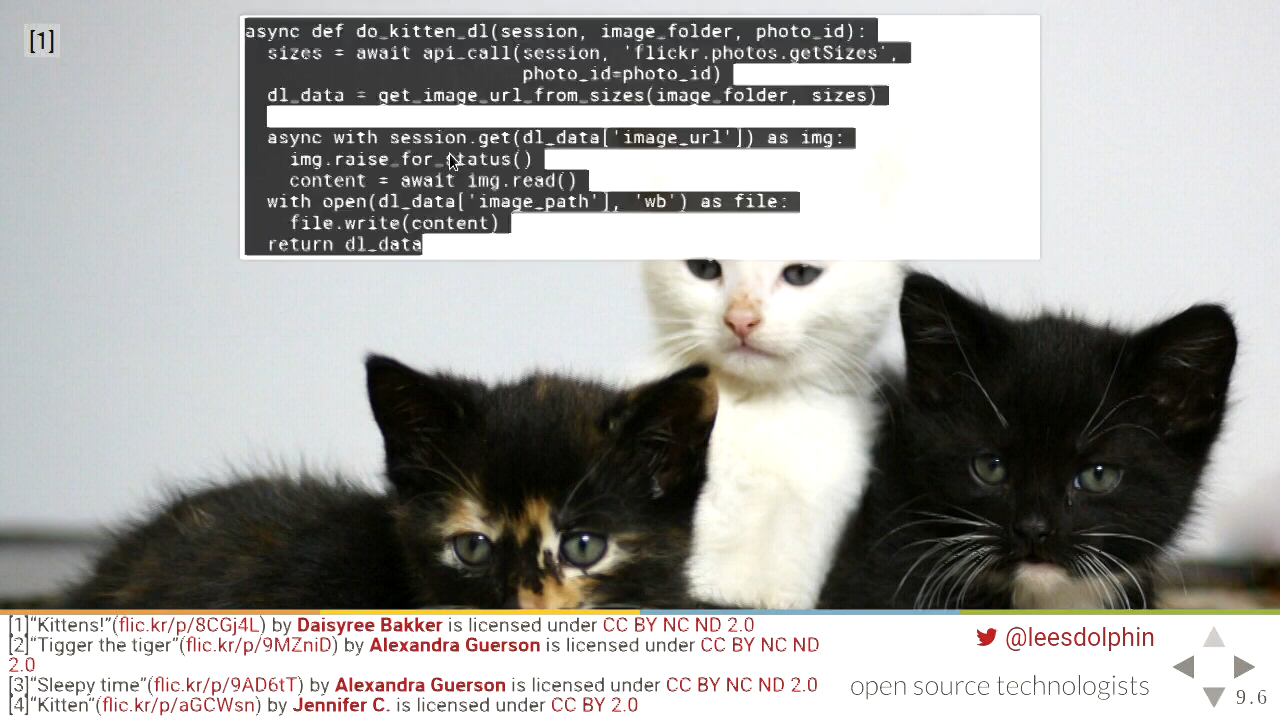 [1]
async def do_kitten_dl(session, image_folder, photo_id):
  sizes = await api_call(session, 'flickr.photos.getSizes',
                         photo_id=photo_id)
  dl_data = get_image_url_from_sizes(image_folder, sizes)
  async with session.get(dl_data['image_url']) as img:
    img.raise_for_status()
    content = await img.read()
  with open(dl_data['image_path'], 'wb') as file:
    file.write(content)
  return dl_data
[1]“Kittens!”(flic.kr/p/8CGj4L) by Daisyree Bakker is licensed under CC BY NC ND 2.0
[2]“Tigger the tiger”(flic.kr/p/9MZniD) by Alexandra Guerson is licensed under CC BY NC ND
2.0
[3]“Sleepy time”(flic.kr/p/9AD6tT) by Alexandra Guerson is licensed under CC BY NC ND 2.0
[4]“Kitten”(flic.kr/p/aGCWsn) by Jennifer C. is licensed under CC BY 2.0
@leesdolphin
open source technologists
9.6